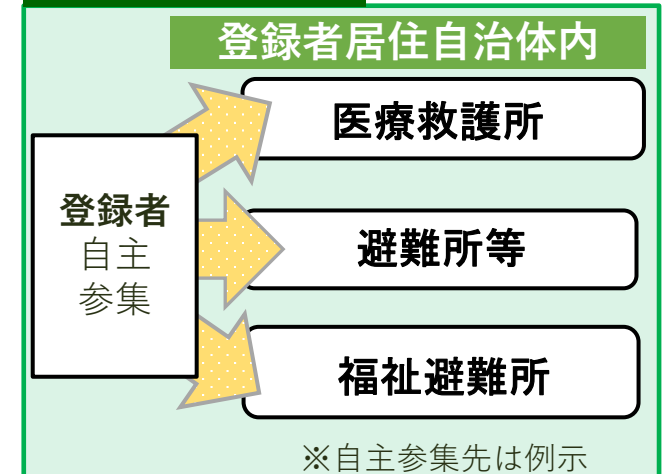 登録者居住自治体内
医療救護所
登録者
自主
参集
避難所等
福祉避難所
※自主参集先は例示